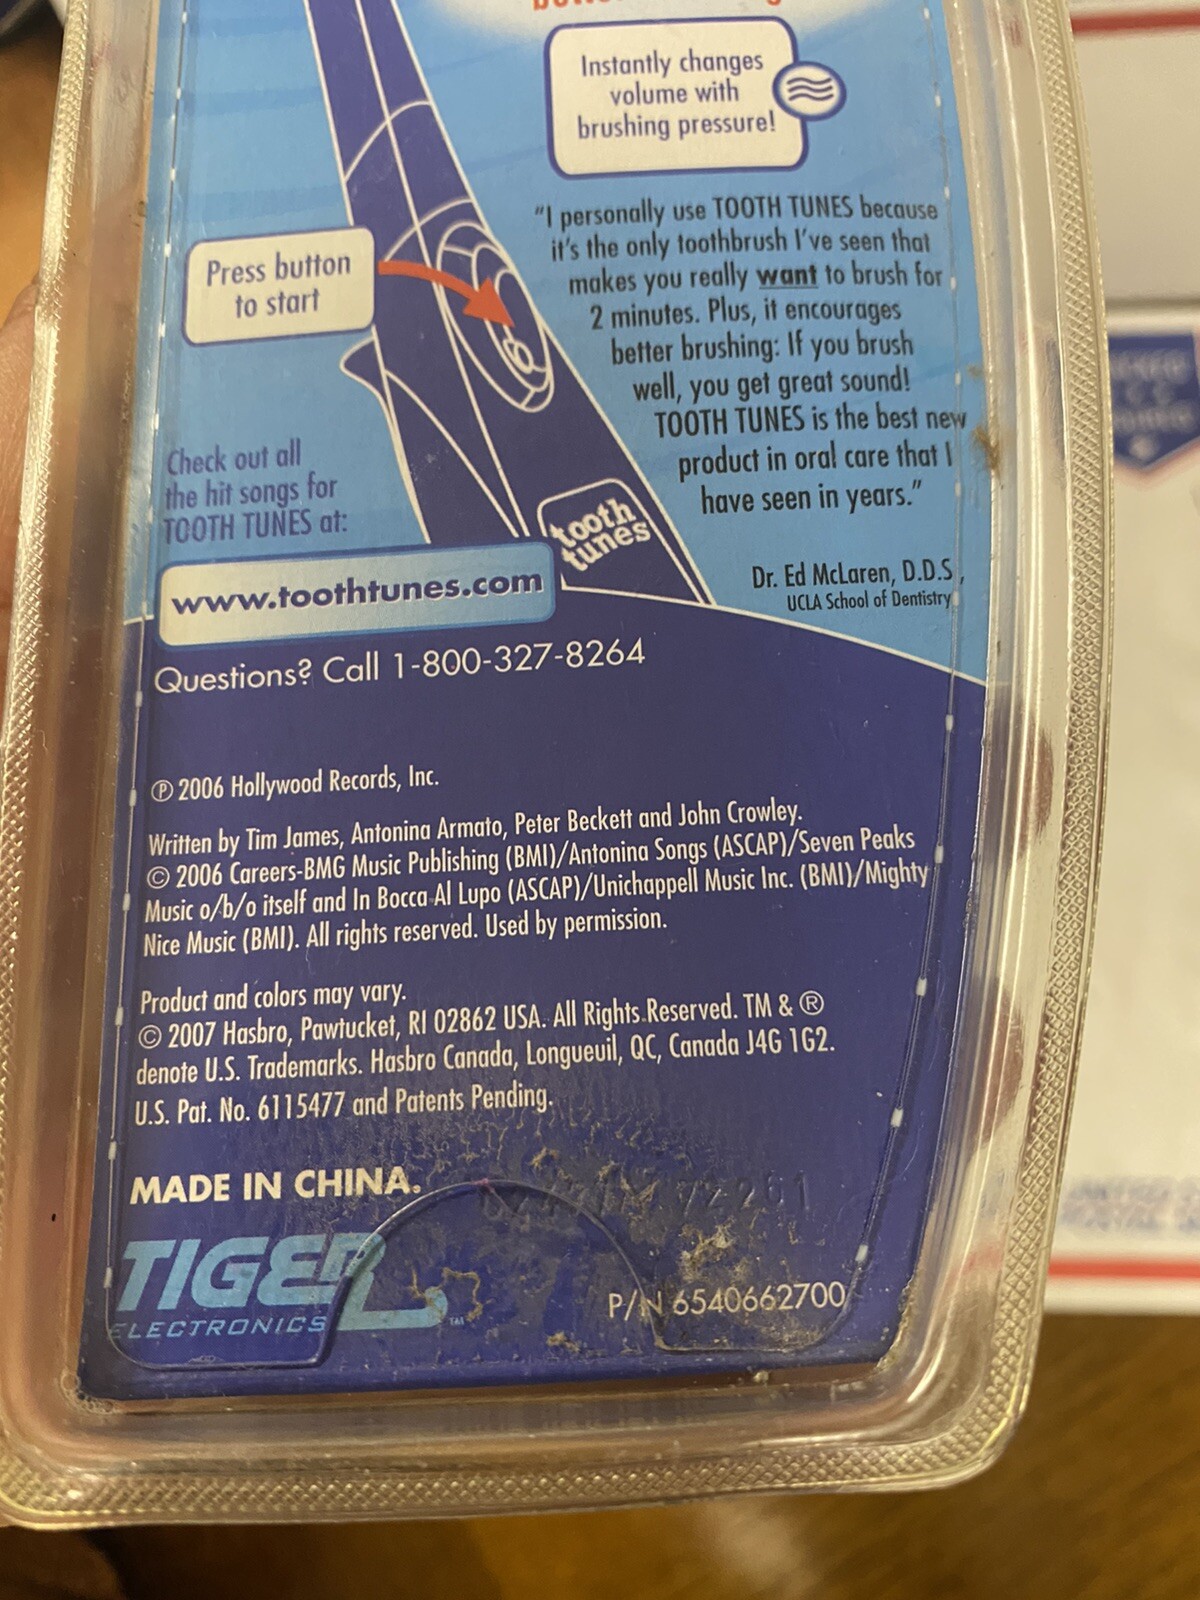 Instantly changes
volume with
brushing pressure!
"I personally use TOOTH TUNES because
it's the only toothbrush I've seen that
makes you really want to brush for
2 minutes. Plus, it encourages
better brushing: If you brush
well, you get great sound!
TOOTH TUNES is the best new
product in oral care that I
have seen in years."
Dr. Ed McLaren, D.D.S.,
UCLA School of Dentistry
Press button
to start
Check out all
the hit songs for
TOOTH TUNES at:
tooth
tunes
www.toothtunes.com
Questions? Call 1-800-327-8264
℗ 2006 Hollywood Records, Inc.
Written by Tim James, Antonina Armato, Peter Beckett and John Crowley.
© 2006 Careers-BMG Music Publishing (BMI)/Antonina Songs (ASCAP)/Seven Peaks
Music o/b/o itself and In Bocca Al Lupo (ASCAP)/Unichappell Music Inc. (BMI)/Mighty
Nice Music (BMI). All rights reserved. Used by permission.
Product and colors may vary.
© 2007 Hasbro, Pawtucket, RI 02862 USA. All Rights Reserved. TM & ®
denote U.S. Trademarks. Hasbro Canada, Longueuil, QC, Canada J4G 1G2.
U.S. Pat. No. 6115477 and Patents Pending.
MADE IN CHINA.
TIGER
ELECTRONICS™
P/N 6540662700